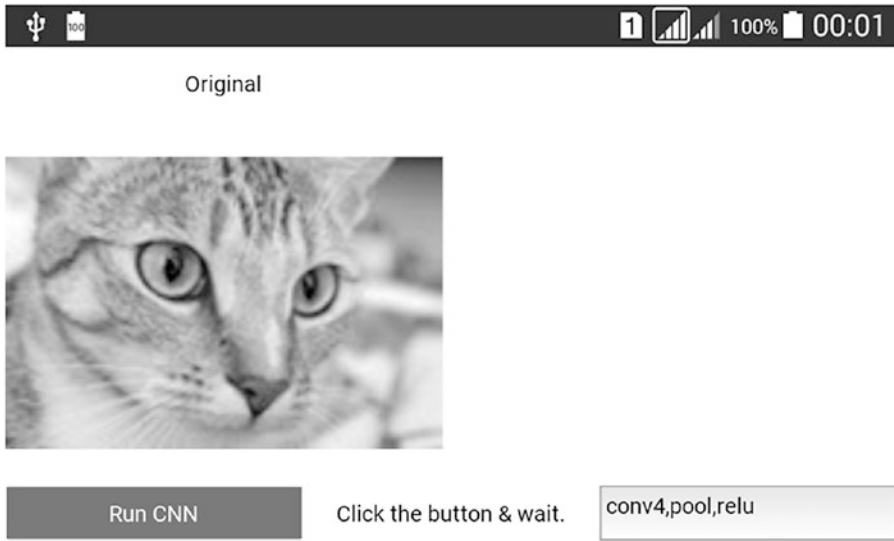 100 1 100% 00:01
Original
Run CNN Click the button & wait. conv4,pool,relu